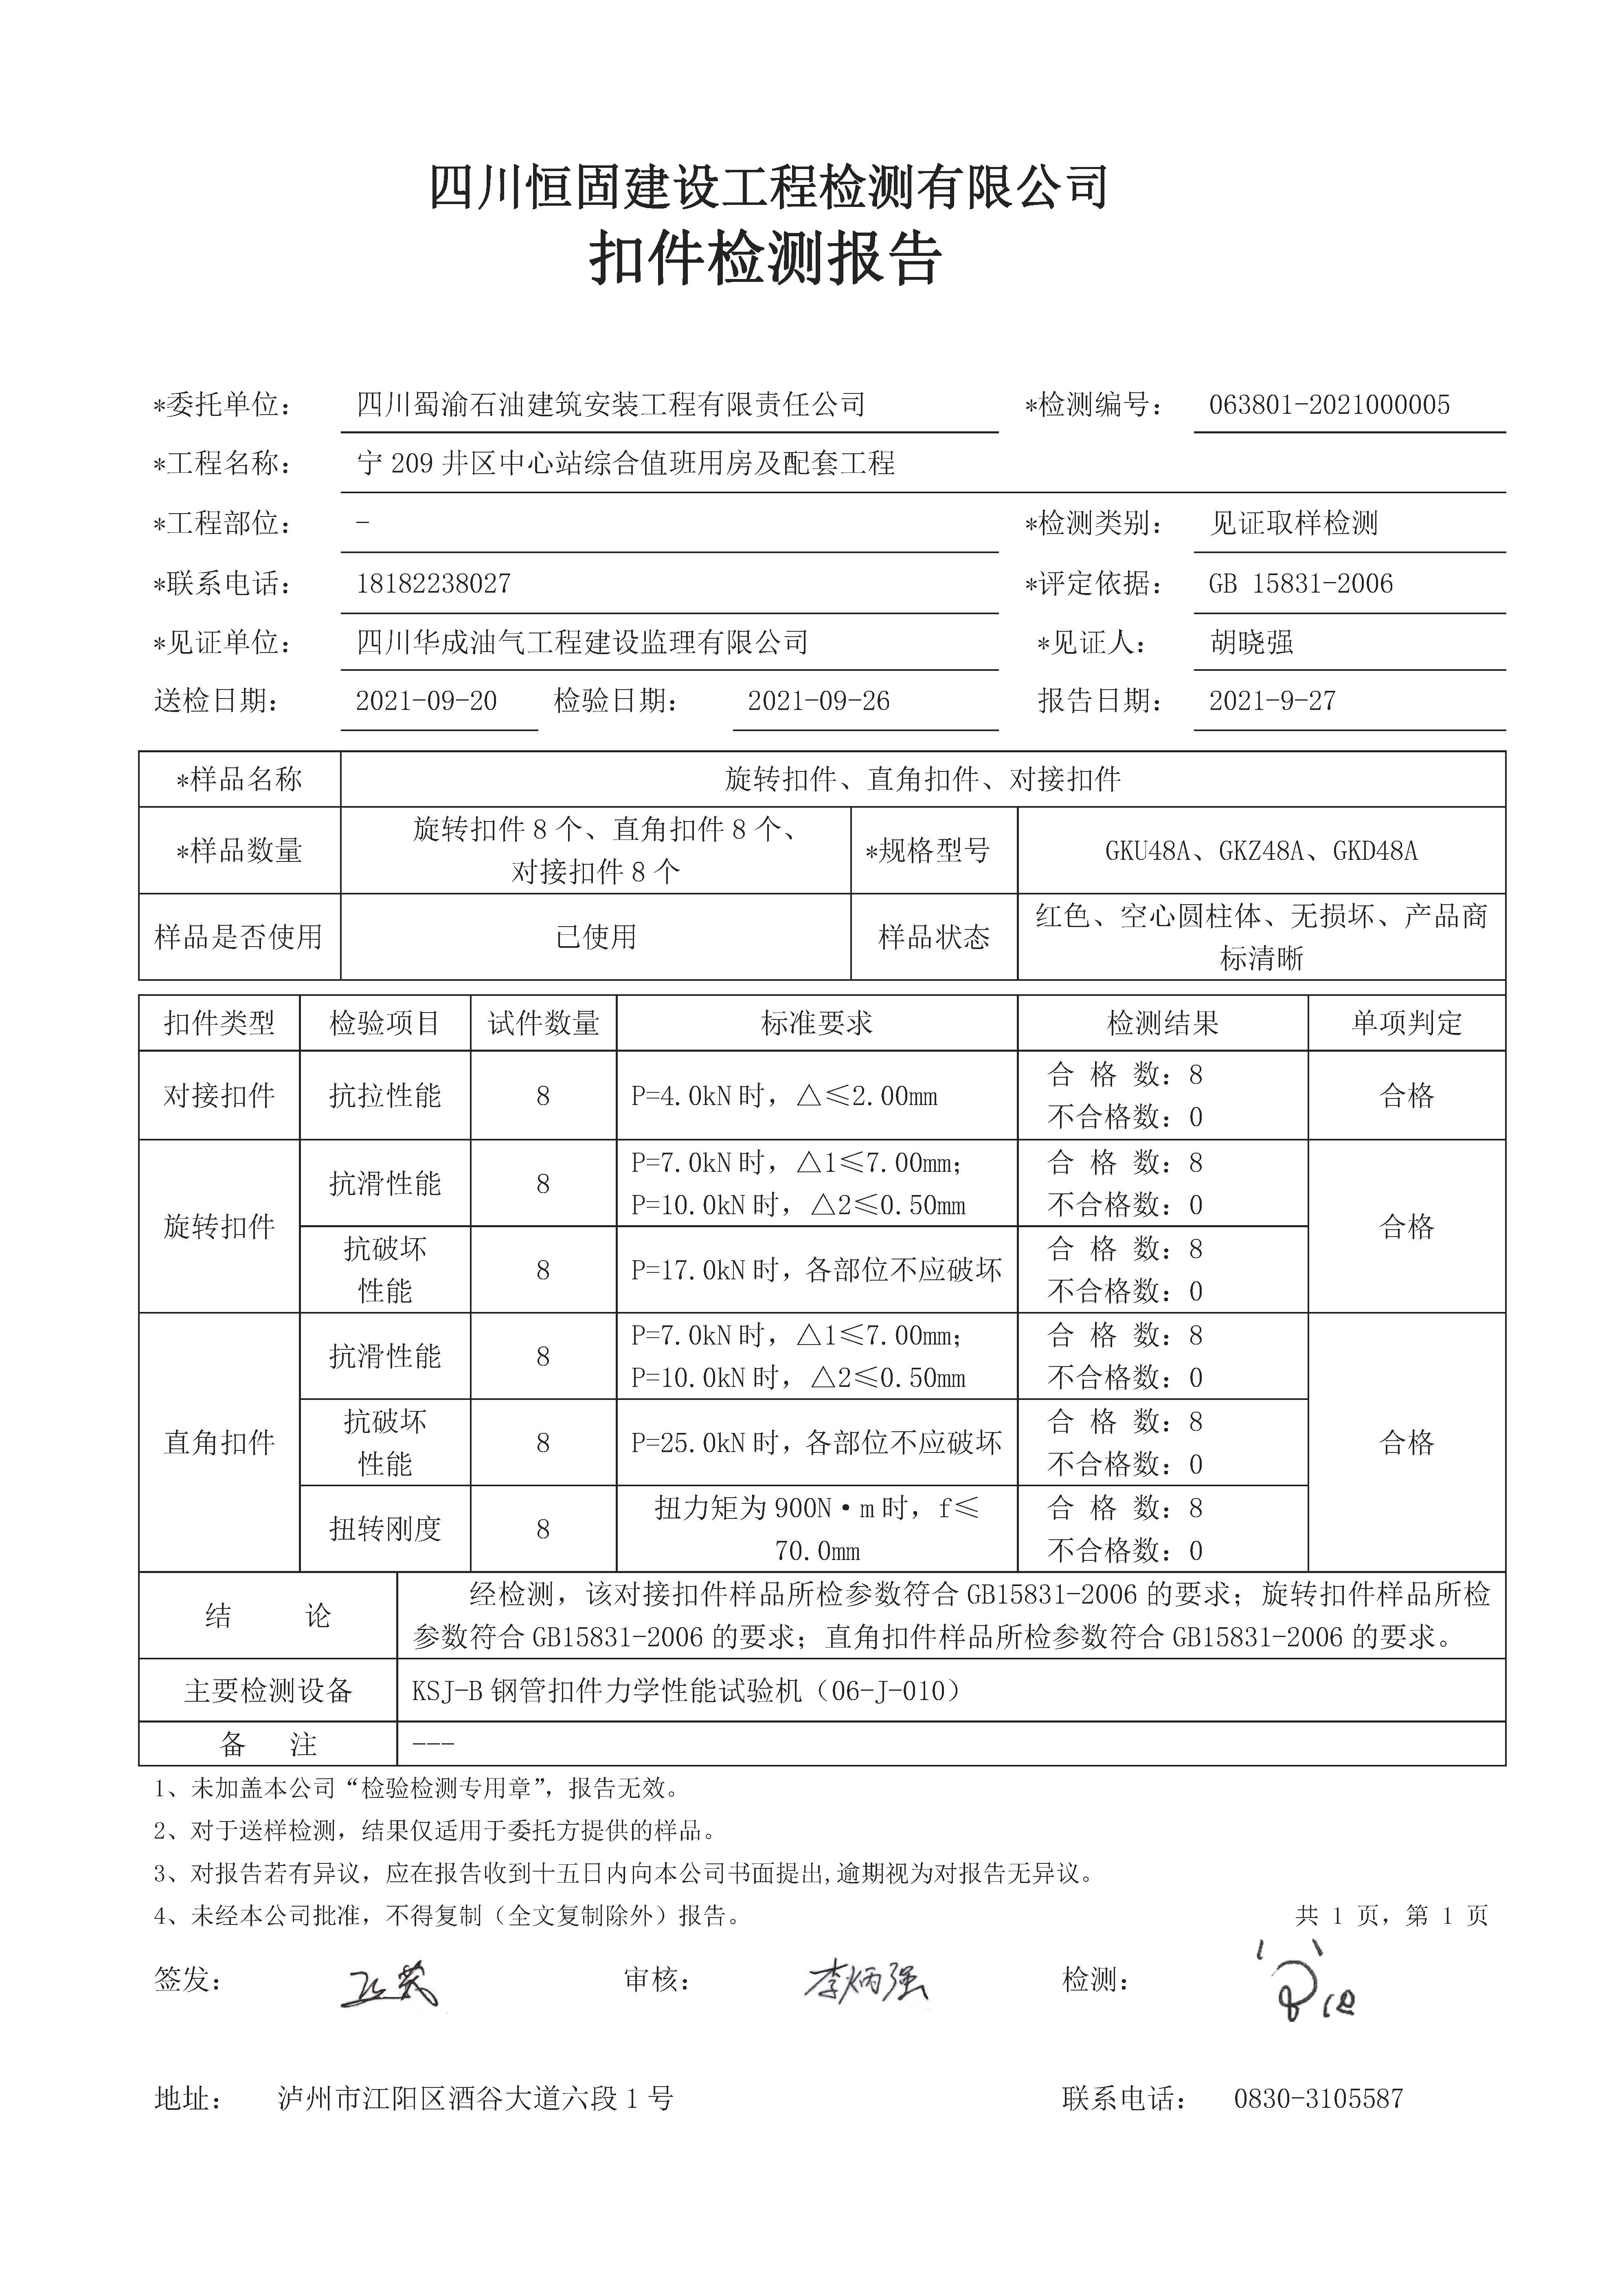 四川恒固建设工程检测有限公司
扣件检测报告
*委托单位： 四川蜀渝石油建筑安装工程有限责任公司 *检测编号： 063801-2021000005
*工程名称： 宁 209 井区中心站综合值班用房及配套工程
*工程部位： - *检测类别： 见证取样检测
*联系电话： 18182238027 *评定依据： GB 15831-2006
*见证单位： 四川华成油气工程建设监理有限公司 *见证人： 胡晓强
送检日期： 2021-09-20 检验日期： 2021-09-26 报告日期： 2021-9-27
*样品名称 旋转扣件、直角扣件、对接扣件
*样品数量 旋转扣件 8 个、直角扣件 8 个、
对接扣件 8 个 *规格型号 GKU48A、GKZ48A、GKD48A
样品是否使用 已使用 样品状态 红色、空心圆柱体、无损坏、产品商
标清晰
扣件类型 检验项目 试件数量 标准要求 检测结果 单项判定
对接扣件 抗拉性能 8 P=4.0kN 时，△≤2.00mm 合 格 数：8
不合格数：0 合格
旋转扣件 抗滑性能 8 P=7.0kN 时，△1≤7.00mm；
P=10.0kN 时，△2≤0.50mm 合 格 数：8
不合格数：0 合格
抗破坏
性能 8 P=17.0kN 时，各部位不应破坏 合 格 数：8
不合格数：0
直角扣件 抗滑性能 8 P=7.0kN 时，△1≤7.00mm；
P=10.0kN 时，△2≤0.50mm 合 格 数：8
不合格数：0 合格
抗破坏
性能 8 P=25.0kN 时，各部位不应破坏 合 格 数：8
不合格数：0
扭转刚度 8 扭力矩为 900N·m 时，f≤
70.0mm 合 格 数：8
不合格数：0
结 论 经检测，该对接扣件样品所检参数符合 GB15831-2006 的要求；旋转扣件样品所检
参数符合 GB15831-2006 的要求；直角扣件样品所检参数符合 GB15831-2006 的要求。
主要检测设备 KSJ-B 钢管扣件力学性能试验机（06-J-010）
备 注 ---
1、未加盖本公司“检验检测专用章”，报告无效。
2、对于送样检测，结果仅适用于委托方提供的样品。
3、对报告若有异议，应在报告收到十五日内向本公司书面提出,逾期视为对报告无异议。
4、未经本公司批准，不得复制（全文复制除外）报告。 共 1 页，第 1 页
签发： 审核： 李炳强 检测：
地址： 泸州市江阳区酒谷大道六段 1 号 联系电话： 0830-3105587